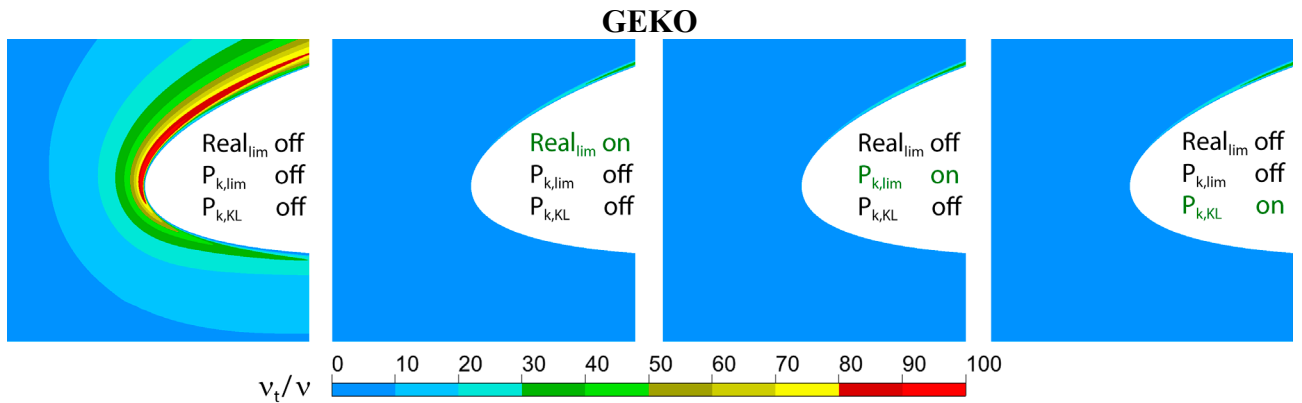 GEKO
Real_lim off
P_k,lim off
P_k,KL off
Real_lim on
P_k,lim off
P_k,KL off
Real_lim off
P_k,lim on
P_k,KL off
Real_lim off
P_k,lim off
P_k,KL on
0 10 20 30 40 50 60 70 80 90 100
ν_t/ν